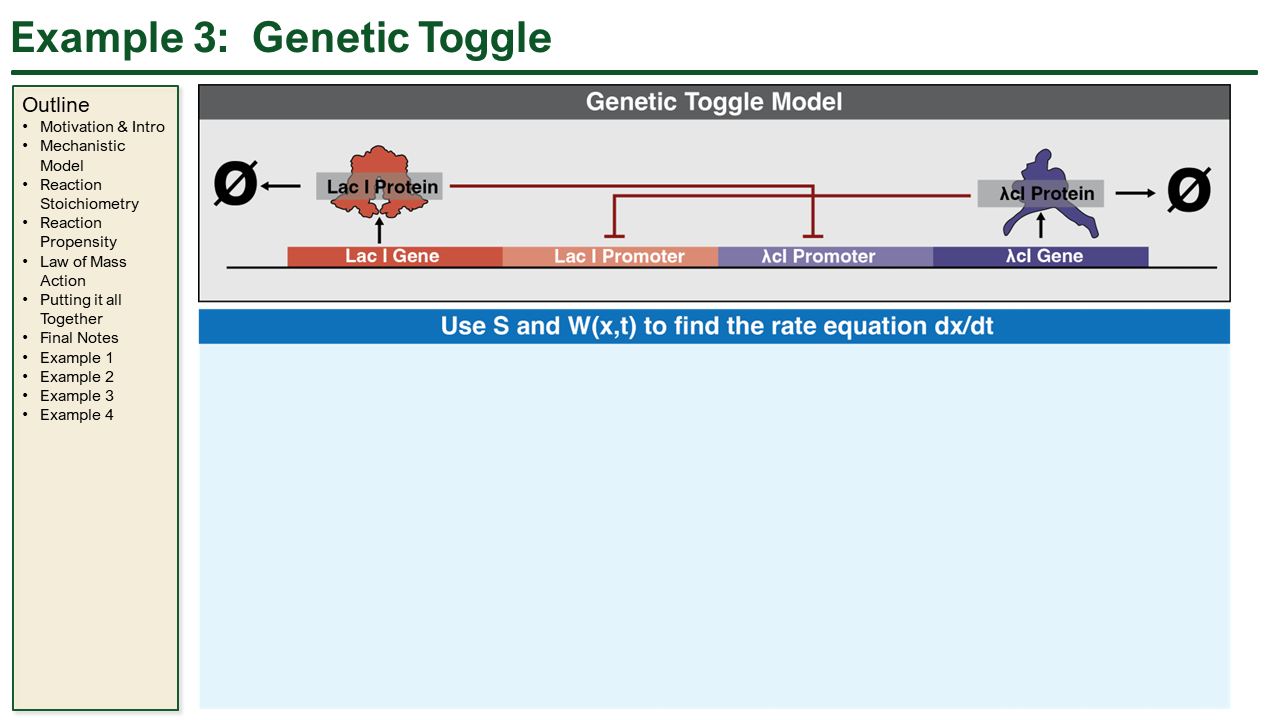 Example 3: Genetic Toggle
Outline
• Motivation & Intro
• Mechanistic
Model
• Reaction
Stoichiometry
• Reaction
Propensity
• Law of Mass
Action
• Putting it all
Together
• Final Notes
• Example 1
• Example 2
• Example 3
• Example 4
Genetic Toggle Model
Ø
Lac I Protein
λcI Protein
Ø
Lac I Gene
Lac I Promoter
λcI Promoter
λcI Gene
Use S and W(x,t) to find the rate equation dx/dt